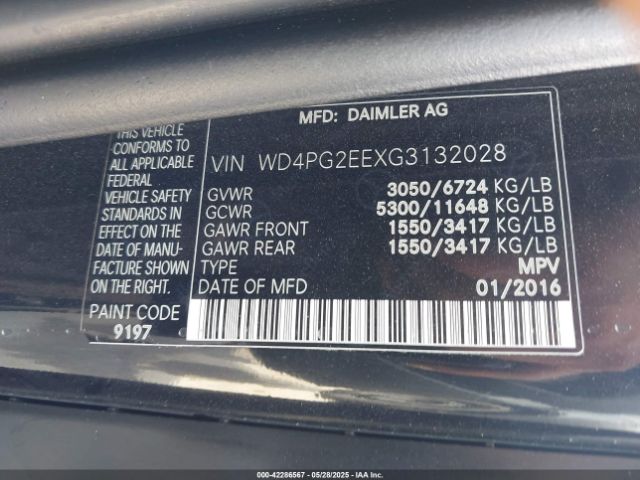 MFD: DAIMLER AG
THIS VEHICLE
CONFORMS TO
ALL APPLICABLE
FEDERAL
VEHICLE SAFETY
STANDARDS IN
EFFECT ON THE
DATE OF MANU-
FACTURE SHOWN
ON THE RIGHT.
PAINT CODE
9197
VIN WD4PG2EEXG3132028
GVWR 3050/6724 KG/LB
GCWR 5300/11648 KG/LB
GAWR FRONT 1550/3417 KG/LB
GAWR REAR 1550/3417 KG/LB
TYPE MPV
DATE OF MFD 01/2016
000-42286567 - 05/28/2025 - IAAI.COM